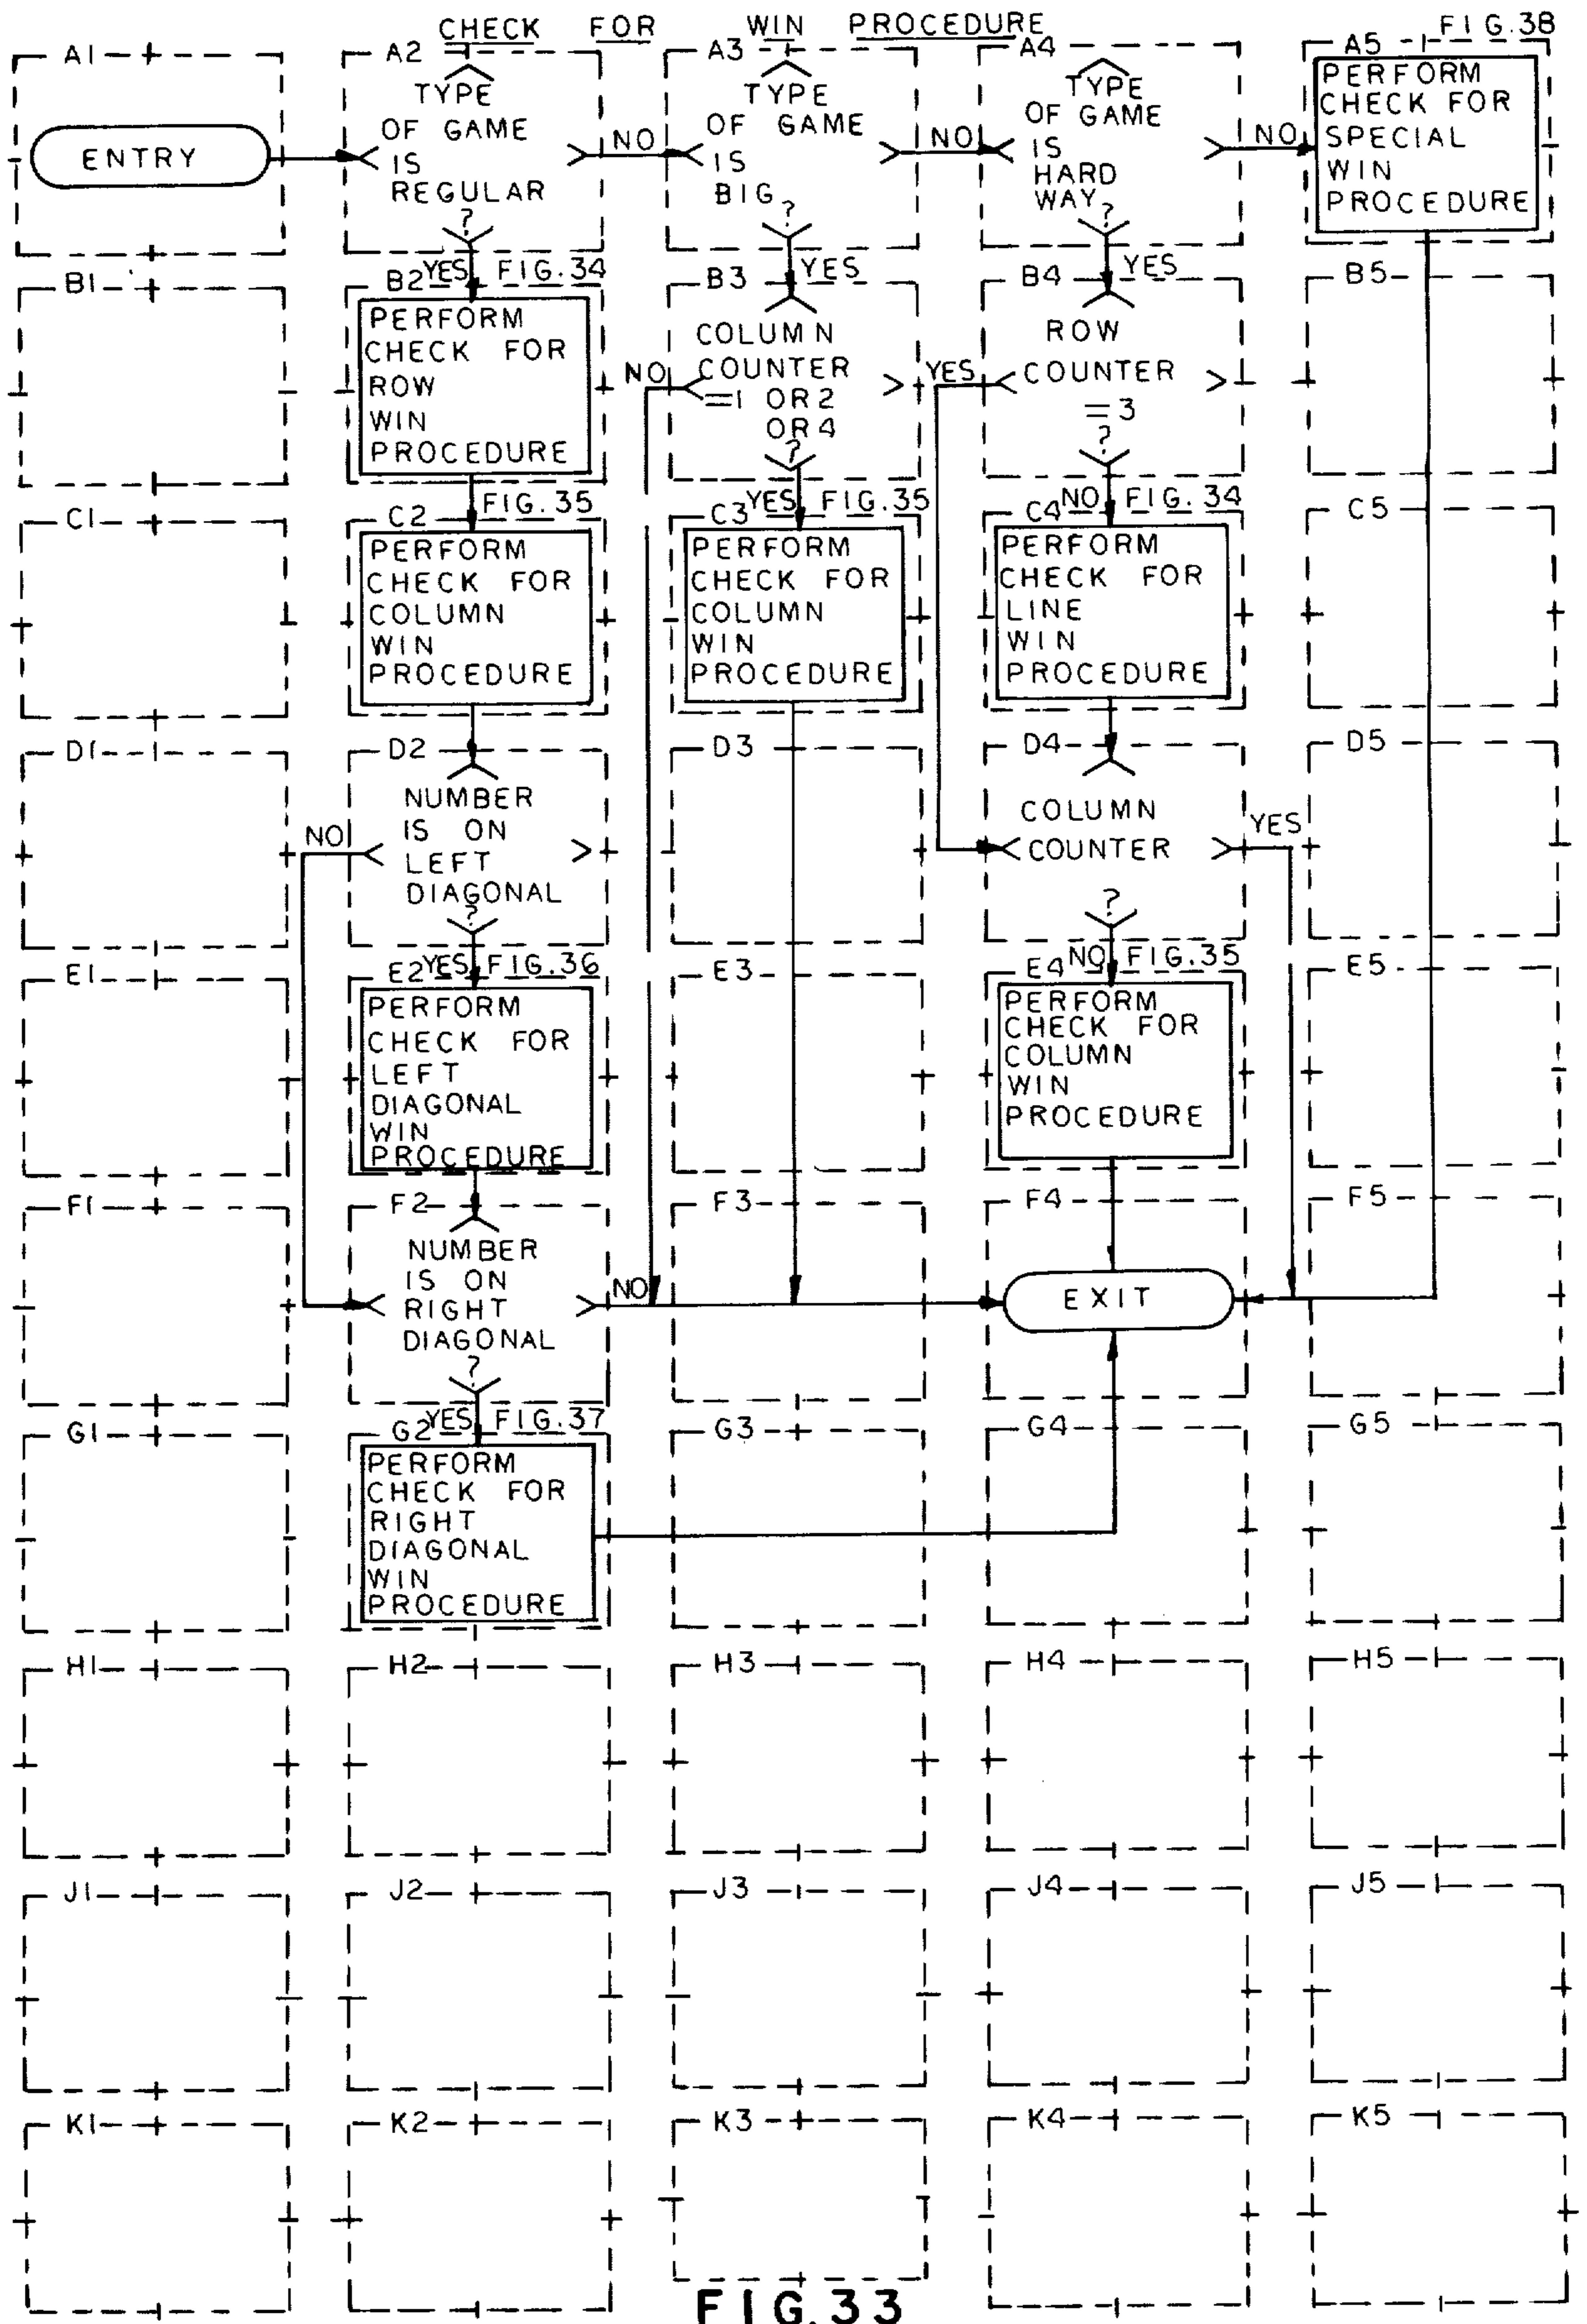 CHECK FOR WIN PROCEDURE
A1
ENTRY
A2
TYPE
OF GAME
IS
REGULAR
?
NO
YES
A3
TYPE
OF GAME
IS
BIG
?
NO
YES
A4
TYPE
OF GAME
IS
HARD
WAY
?
NO
YES
A5
FIG.38
PERFORM
CHECK FOR
SPECIAL
WIN
PROCEDURE
B1
B2
FIG.34
PERFORM
CHECK FOR
ROW
WIN
PROCEDURE
B3
COLUMN
COUNTER
=1 OR 2
OR 4
?
NO
YES
B4
ROW
COUNTER
=3
?
YES
NO
B5
C1
C2
FIG.35
PERFORM
CHECK FOR
COLUMN
WIN
PROCEDURE
C3
FIG.35
PERFORM
CHECK FOR
COLUMN
WIN
PROCEDURE
C4
FIG.34
PERFORM
CHECK FOR
LINE
WIN
PROCEDURE
C5
D1
D2
NUMBER
IS ON
LEFT
DIAGONAL
?
NO
YES
D3
D4
COLUMN
COUNTER
?
YES
NO
D5
E1
E2
FIG.36
PERFORM
CHECK FOR
LEFT
DIAGONAL
WIN
PROCEDURE
E3
E4
FIG.35
PERFORM
CHECK FOR
COLUMN
WIN
PROCEDURE
E5
F1
F2
NUMBER
IS ON
RIGHT
DIAGONAL
?
NO
YES
F3
F4
EXIT
F5
G1
G2
FIG.37
PERFORM
CHECK FOR
RIGHT
DIAGONAL
WIN
PROCEDURE
G3
G4
G5
H1
H2
H3
H4
H5
J1
J2
J3
J4
J5
K1
K2
K3
K4
K5
FIG.33